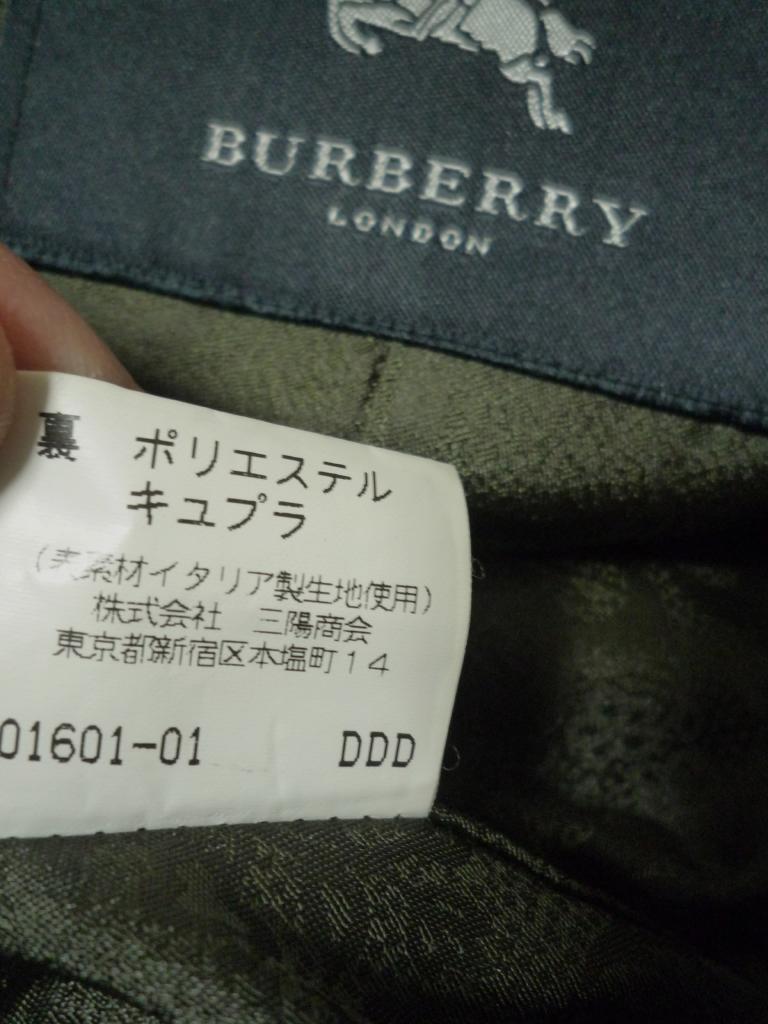 BURBERRY
LONDON
裏 ポリエステル
キュプラ
(表素材イタリア製生地使用)
株式会社 三陽商会
東京都新宿区本塩町14
01601-01 DDD